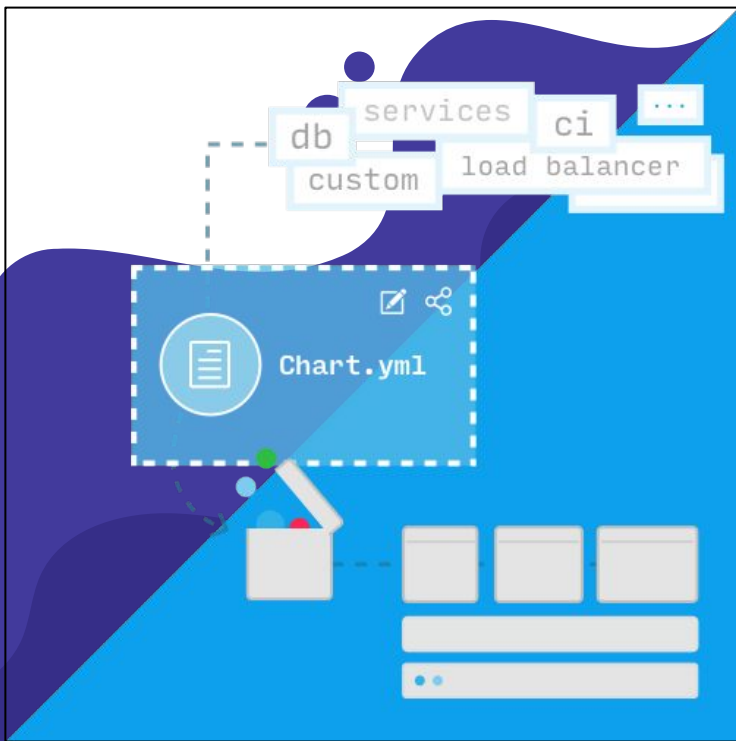 services
...
db
ci
custom
load balancer
Chart.yml